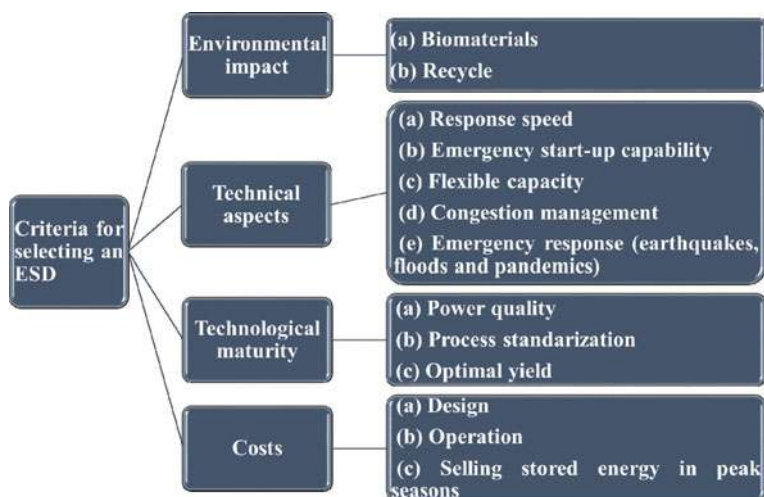 Criteria for
selecting an
ESD
Environmental
impact
(a) Biomaterials
(b) Recycle
Technical
aspects
(a) Response speed
(b) Emergency start-up capability
(c) Flexible capacity
(d) Congestion management
(e) Emergency response (earthquakes,
floods and pandemics)
Technological
maturity
(a) Power quality
(b) Process standarization
(c) Optimal yield
Costs
(a) Design
(b) Operation
(c) Selling stored energy in peak
seasons